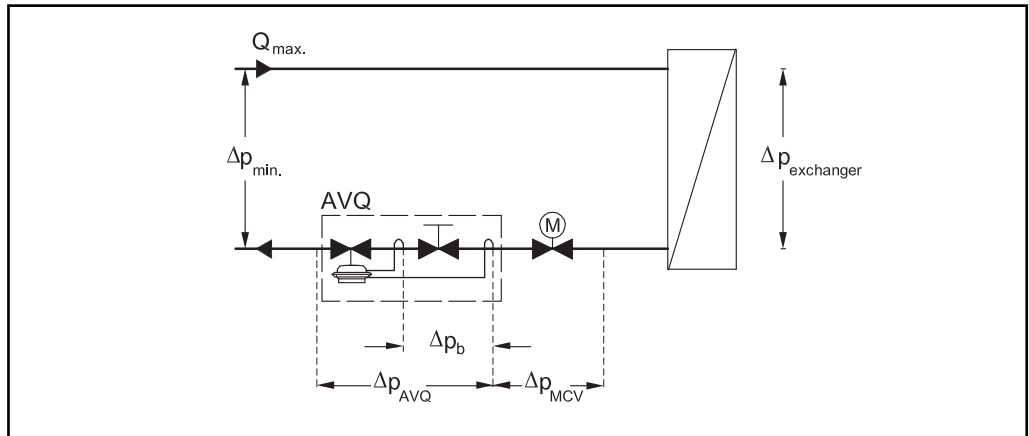 Qmax.
Δpmin.
Δpexchanger
AVQ
M
Δpb
ΔpAVQ
ΔpMCV